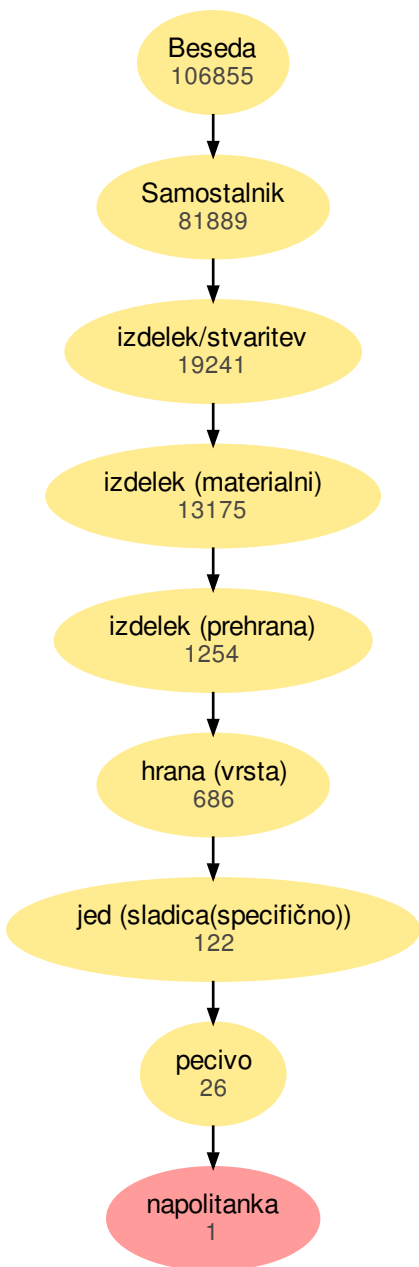 Beseda
106855
Samostalnik
81889
izdelek/stvaritev
19241
izdelek (materialni)
13175
izdelek (prehrana)
1254
hrana (vrsta)
686
jed (sladica(specifično))
122
pecivo
26
napolitanka
1